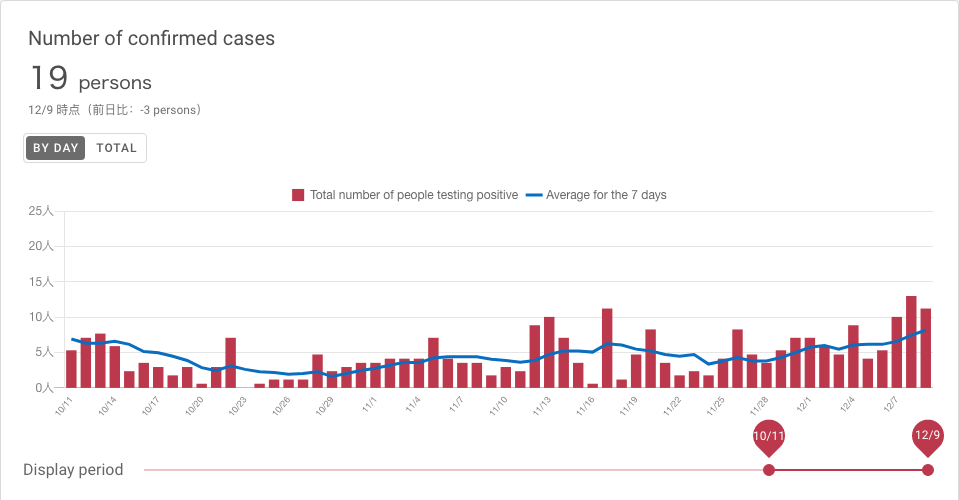 Number of confirmed cases
19 persons
12/9 時点（前日比：-3 persons）
BY DAY TOTAL
Total number of people testing positive Average for the 7 days
25人
20人
15人
10人
5人
0人
10/11 10/14 10/17 10/20 10/23 10/26 10/29 11/1 11/4 11/7 11/10 11/13 11/16 11/19 11/22 11/25 11/28 12/1 12/4 12/7
10/11 12/9
Display period